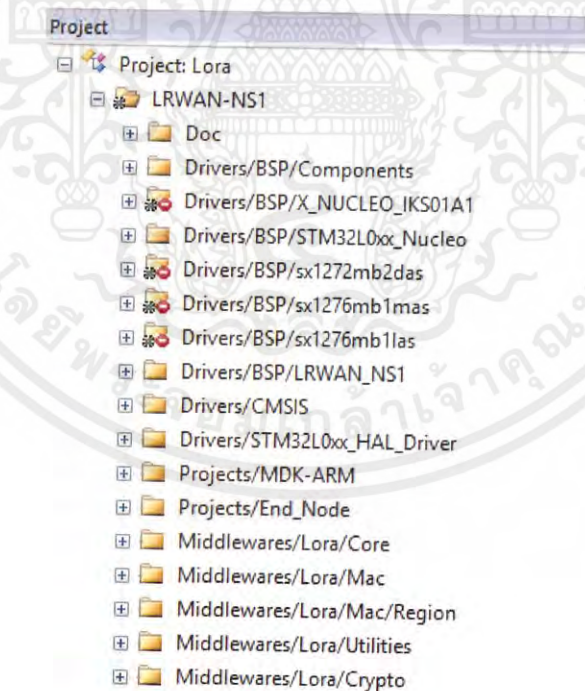 Project
Project: Lora
LRWAN-NS1
Doc
Drivers/BSP/Components
Drivers/BSP/X_NUCLEO_IKS01A1
Drivers/BSP/STM32L0xx_Nucleo
Drivers/BSP/sx1272mb2das
Drivers/BSP/sx1276mb1mas
Drivers/BSP/sx1276mb1las
Drivers/BSP/LRWAN_NS1
Drivers/CMSIS
Drivers/STM32L0xx_HAL_Driver
Projects/MDK-ARM
Projects/End_Node
Middlewares/Lora/Core
Middlewares/Lora/Mac
Middlewares/Lora/Mac/Region
Middlewares/Lora/Utilities
Middlewares/Lora/Crypto